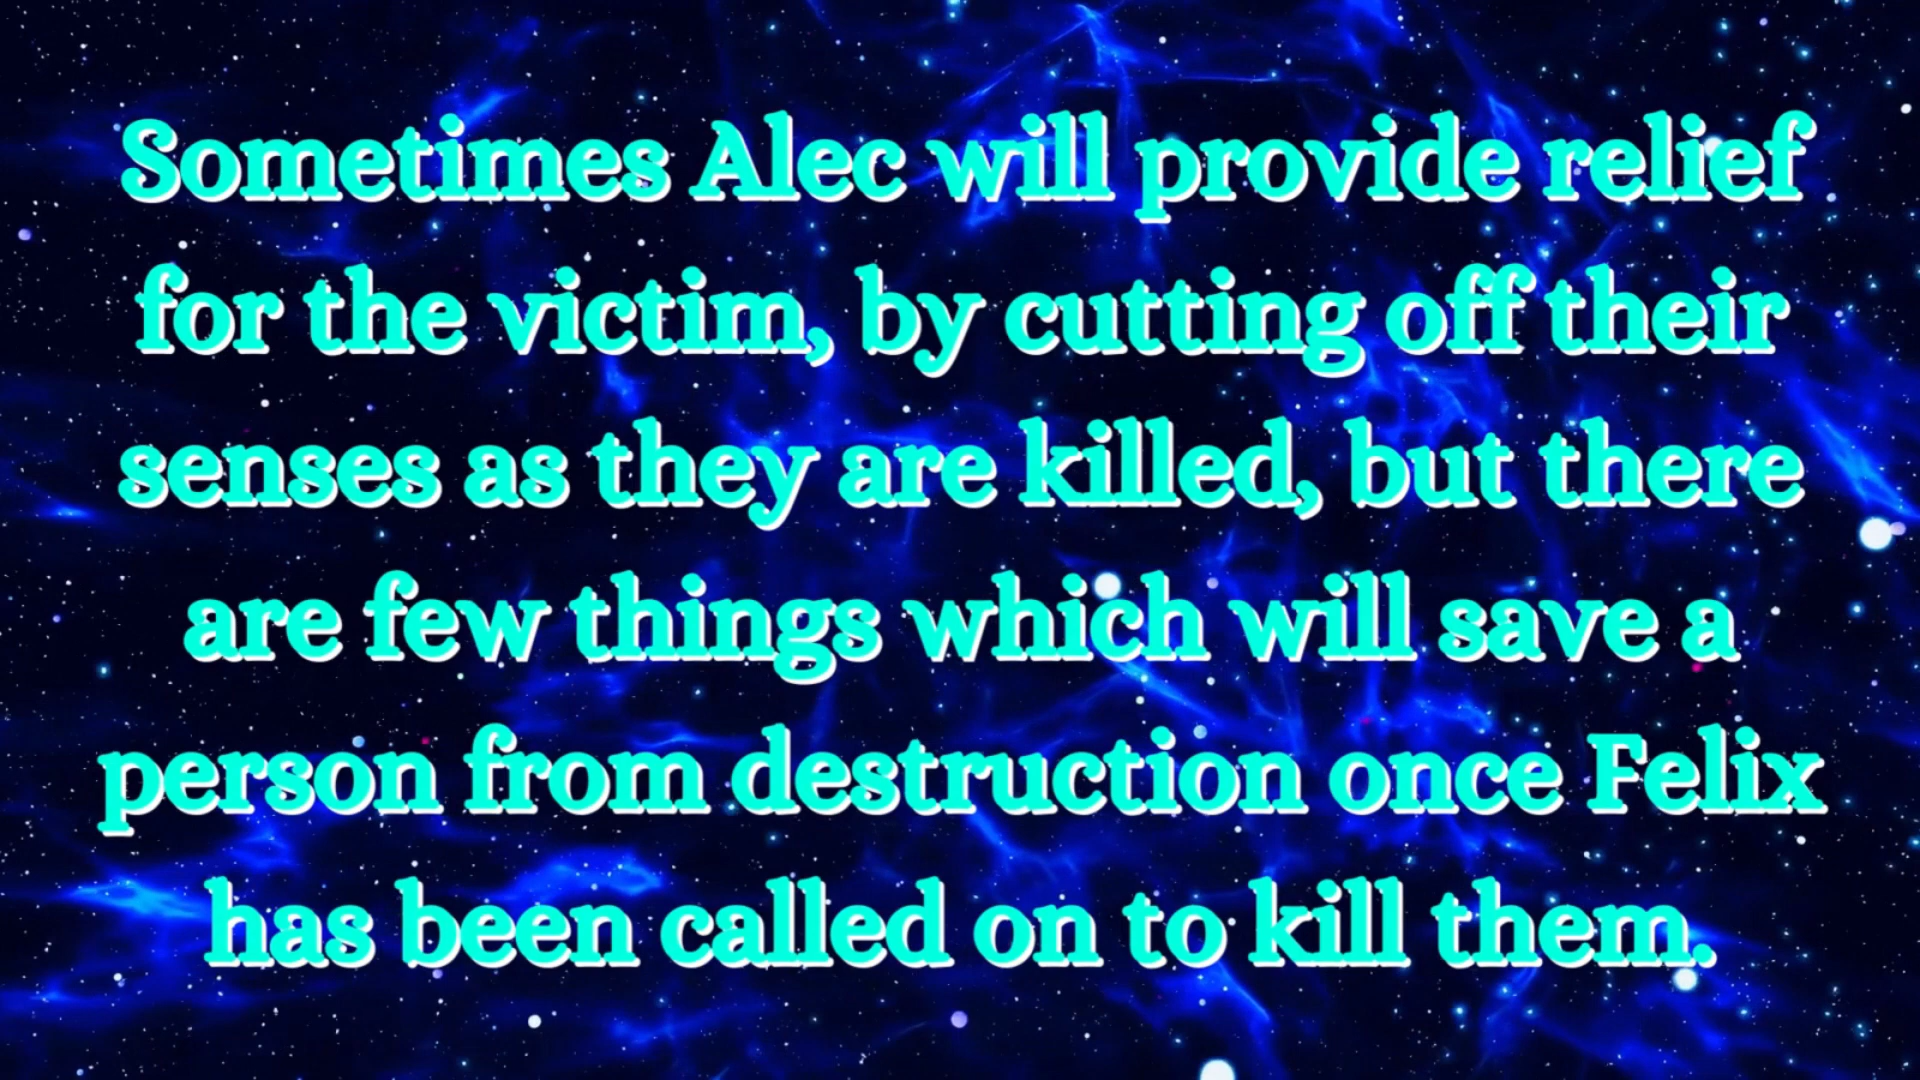 Sometimes Alec will provide relief
for the victim, by cutting off their
senses as they are killed, but there
are few things which will save a
person from destruction once Felix
has been called on to kill them.